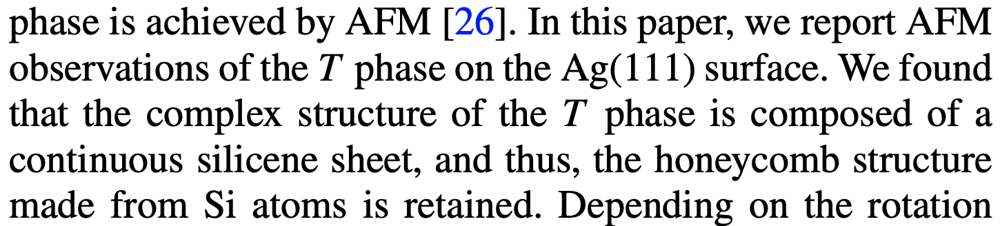 phase is achieved by AFM [26]. In this paper, we report AFM
observations of the T phase on the Ag(111) surface. We found
that the complex structure of the T phase is composed of a
continuous silicene sheet, and thus, the honeycomb structure
made from Si atoms is retained. Depending on the rotation